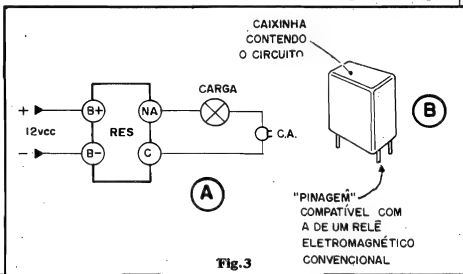 CAIXINHA
CONTENDO
O CIRCUITO
CARGA
B+
NA
+
12vcc
RES
C.A.
-
B-
C
A
B
"PINAGEM"
COMPATÍVEL COM
A DE UM RELÊ
ELETROMAGNÉTICO
CONVENCIONAL
Fig.3